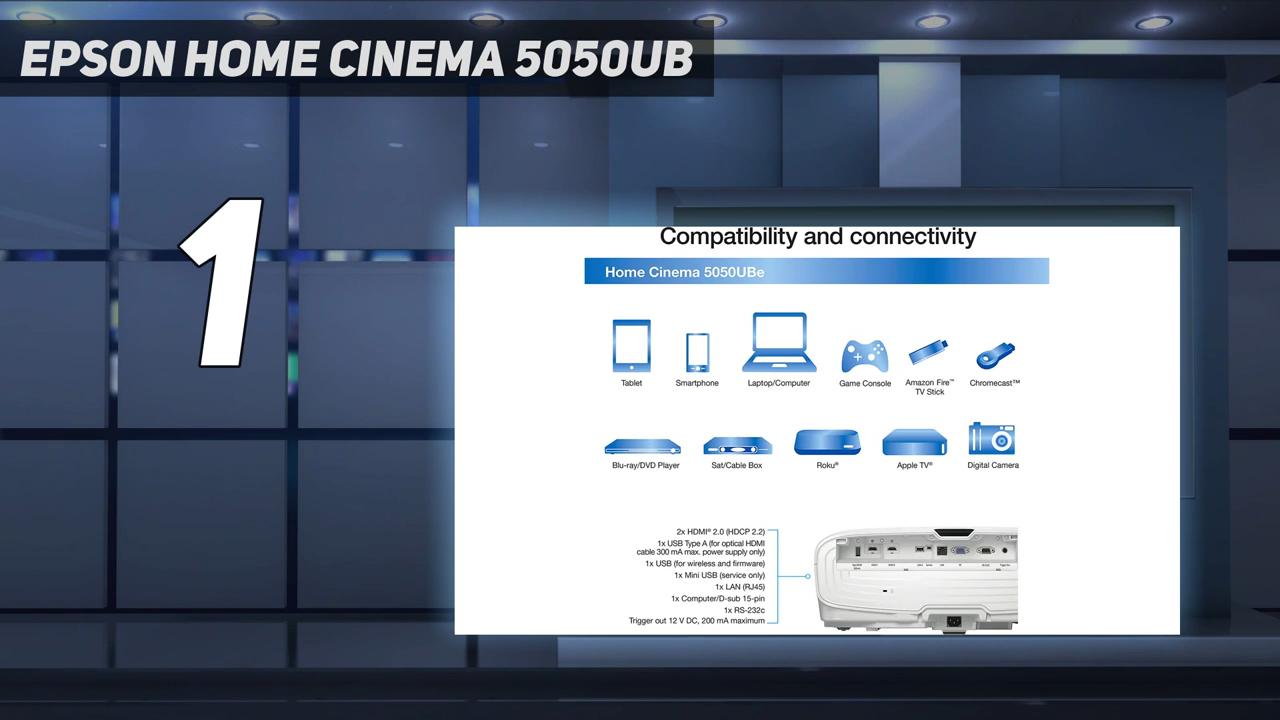 EPSON HOME CINEMA 5050UB
1
Compatibility and connectivity
Home Cinema 5050UBe
Tablet
Smartphone
Laptop/Computer
Game Console
Amazon Fire™
TV Stick
Chromecast™
Blu-ray/DVD Player
Sat/Cable Box
Roku®
Apple TV®
Digital Camera
2x HDMI® 2.0 (HDCP 2.2)
1x USB Type A (for optical HDMI
cable 300 mA max. power supply only)
1x USB (for wireless and firmware)
1x Mini USB (service only)
1x LAN (RJ45)
1x Computer/D-sub 15-pin
1x RS-232c
Trigger out 12 V DC, 200 mA maximum